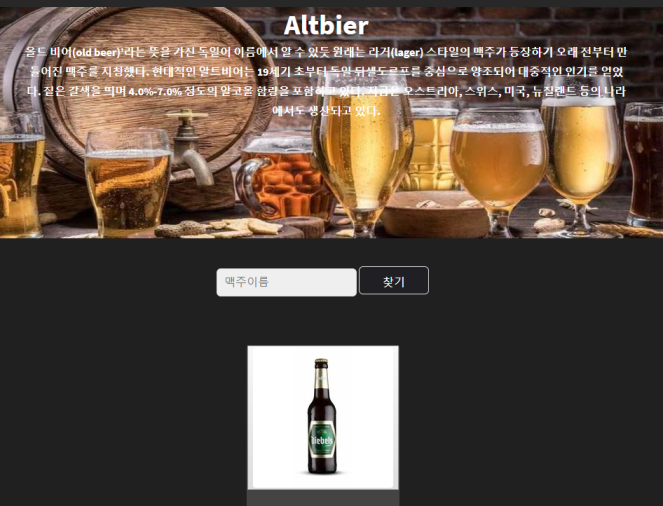 Altbier
올드 비어(old beer)'라는 뜻을 가진 독일이 이름에서 알 수 있듯 원래는 라거(lager) 스타일의 맥주가 등장하기 오래 전부터 만
들어진 맥주를 지칭했다. 현대적인 알트비어는 19세기 초부터 독일 뒤셀도르프를 중심으로 양조되어 대중적인 인기를 얻었
다. 짙은 갈색을 띄며 4.0%-7.0% 정도의 알코올 함량을 포함하고 있다. 지금은 오스트리아, 스위스, 미국, 뉴질랜드 등의 나라
에서도 생산되고 있다.
맥주이름 찾기